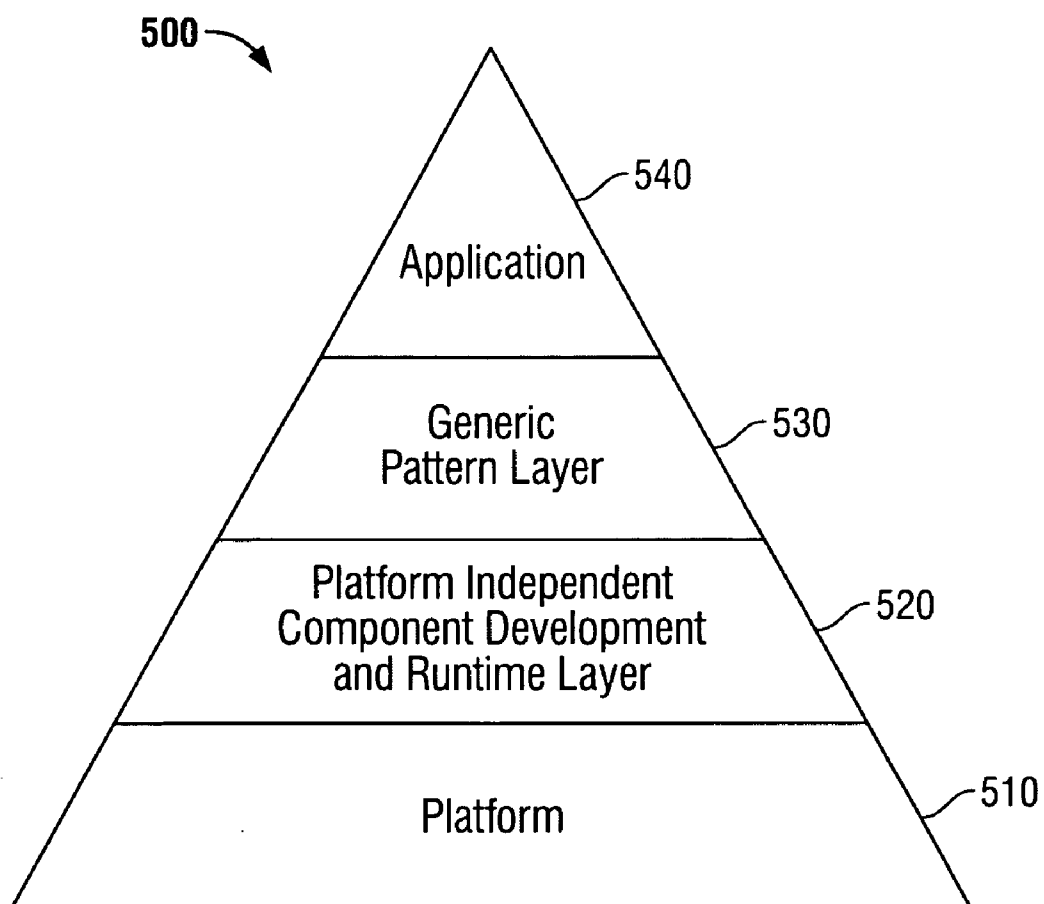 500
540
Application
530
Generic
Pattern Layer
520
Platform Independent
Component Development
and Runtime Layer
510
Platform